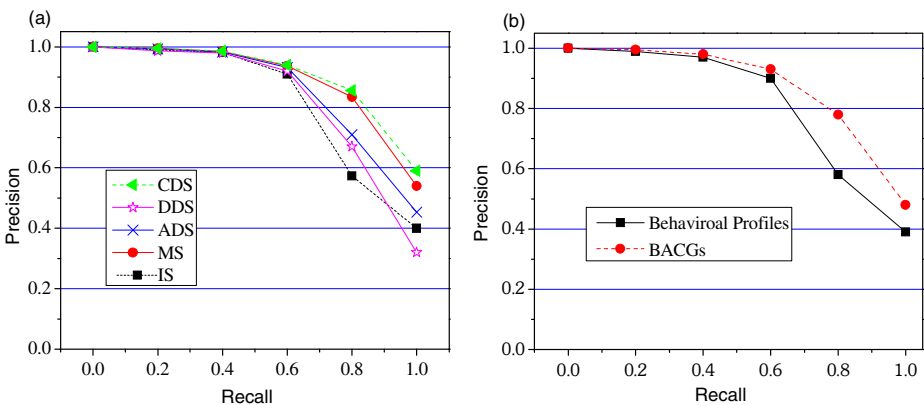 (a)
1.0
0.8
0.6
0.4
0.2
0.0
Precision
CDS
DDS
ADS
MS
IS
0.0 0.2 0.4 0.6 0.8 1.0
Recall
(b)
1.0
0.8
0.6
0.4
0.2
0.0
Precision
Behaviroal Profiles
BACGs
0.0 0.2 0.4 0.6 0.8 1.0
Recall